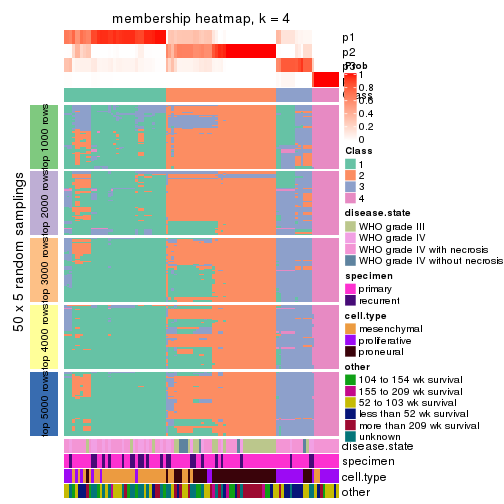 membership heatmap, k = 4
p1
p2
p3
Prob
1
0.8
0.6
0.4
0.2
0
Class
Class
1
2
3
4
disease.state
WHO grade III
WHO grade IV
WHO grade IV with necrosis
WHO grade IV without necrosis
specimen
primary
recurrent
cell.type
mesenchymal
proliferative
proneural
other
104 to 154 wk survival
155 to 209 wk survival
52 to 103 wk survival
less than 52 wk survival
more than 209 wk survival
unknown
50 x 5 random samplings
top 1000 rows
top 2000 rows
top 3000 rows
top 4000 rows
top 5000 rows
disease.state
specimen
cell.type
other